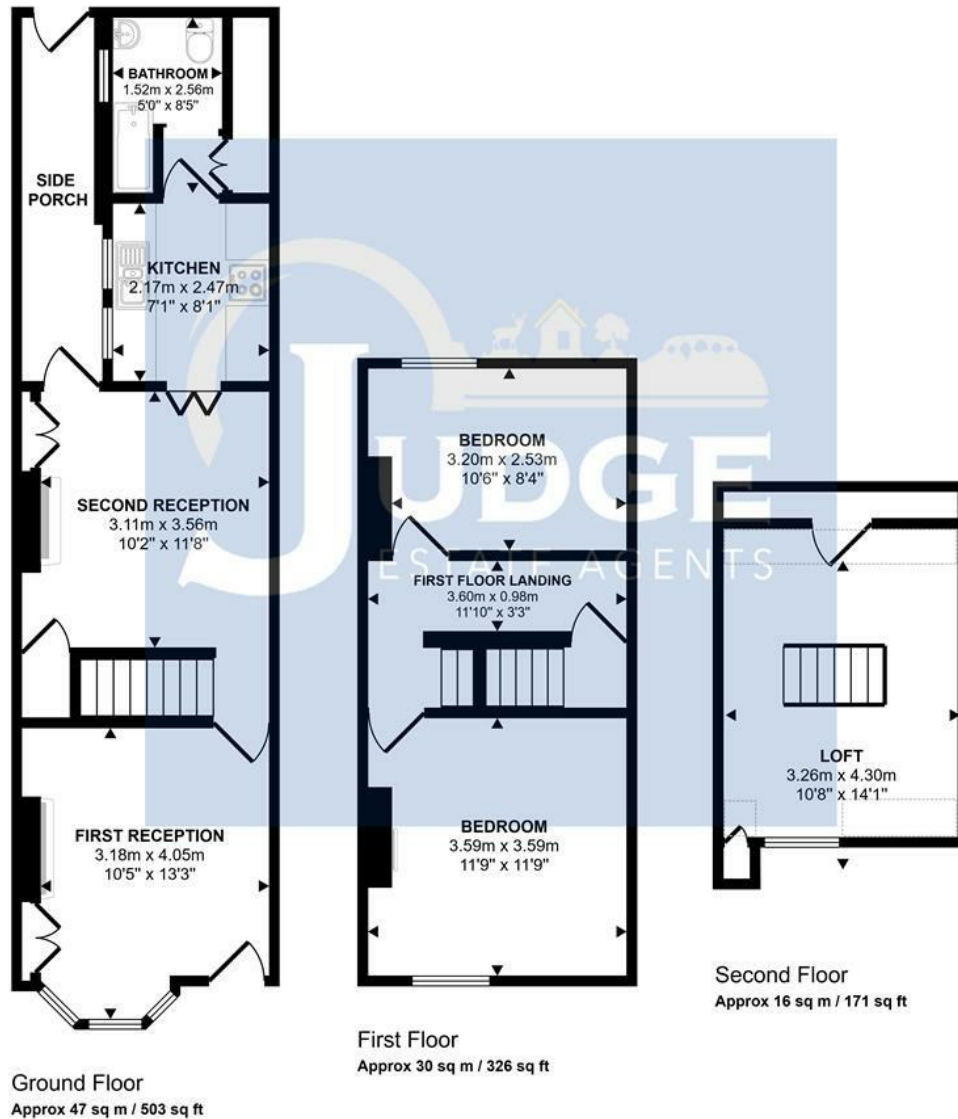 BATHROOM
1.52m x 2.56m
5'0" x 8'5"
SIDE
PORCH
KITCHEN
2.17m x 2.47m
7'1" x 8'1"
SECOND RECEPTION
3.11m x 3.56m
10'2" x 11'8"
FIRST RECEPTION
3.18m x 4.05m
10'5" x 13'3"
Ground Floor
Approx 47 sq m / 503 sq ft
BEDROOM
3.20m x 2.53m
10'6" x 8'4"
JUDGE
ESTATE AGENTS
FIRST FLOOR LANDING
3.60m x 0.98m
11'10" x 3'3"
BEDROOM
3.59m x 3.59m
11'9" x 11'9"
First Floor
Approx 30 sq m / 326 sq ft
LOFT
3.26m x 4.30m
10'8" x 14'1"
Second Floor
Approx 16 sq m / 171 sq ft